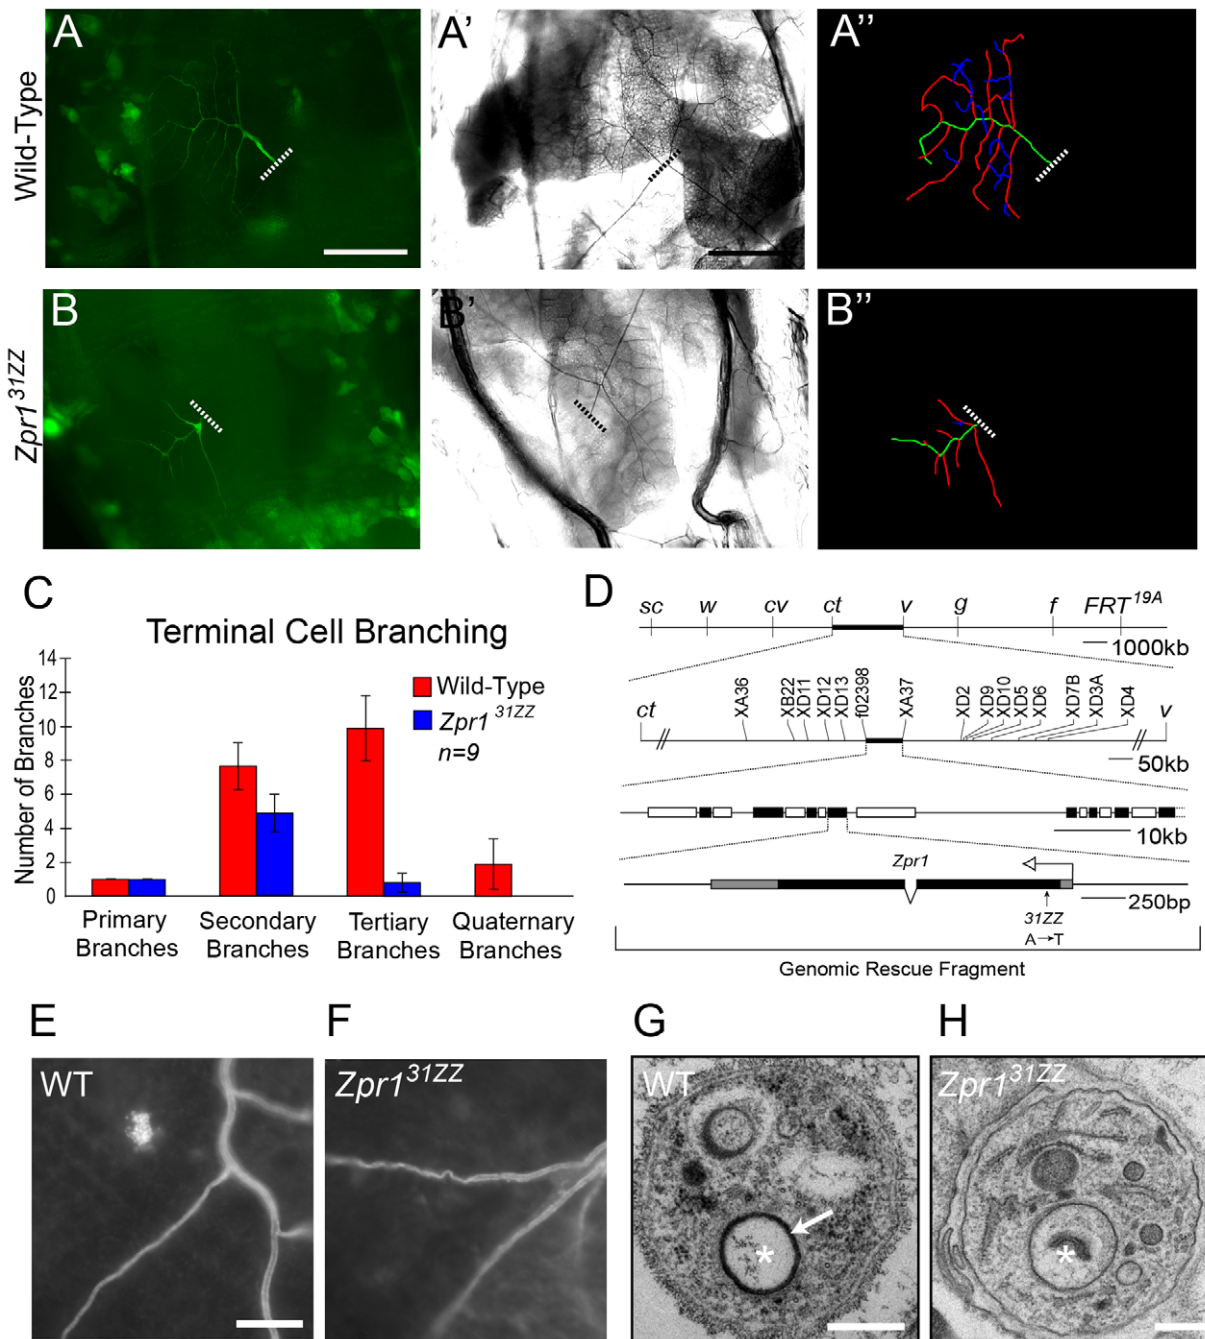 Wild-Type
A
A'
A''
Zpr1 31ZZ
B
B'
B''
C
Terminal Cell Branching
Number of Branches
14
12
10
8
6
4
2
0
Wild-Type
Zpr1 31ZZ
n=9
Primary Branches
Secondary Branches
Tertiary Branches
Quaternary Branches
D
sc w cv ct v g f FRT 19A
1000kb
ct XA36 XB22 XD11 XD12 XD13 f02398 XA37 XD2 XD9 XD10 XD5 XD6 XD7B XD3A XD4 v
50kb
10kb
Zpr1
250bp
31ZZ
A→T
Genomic Rescue Fragment
E
WT
F
Zpr1 31ZZ
G
WT
*
H
Zpr1 31ZZ
*